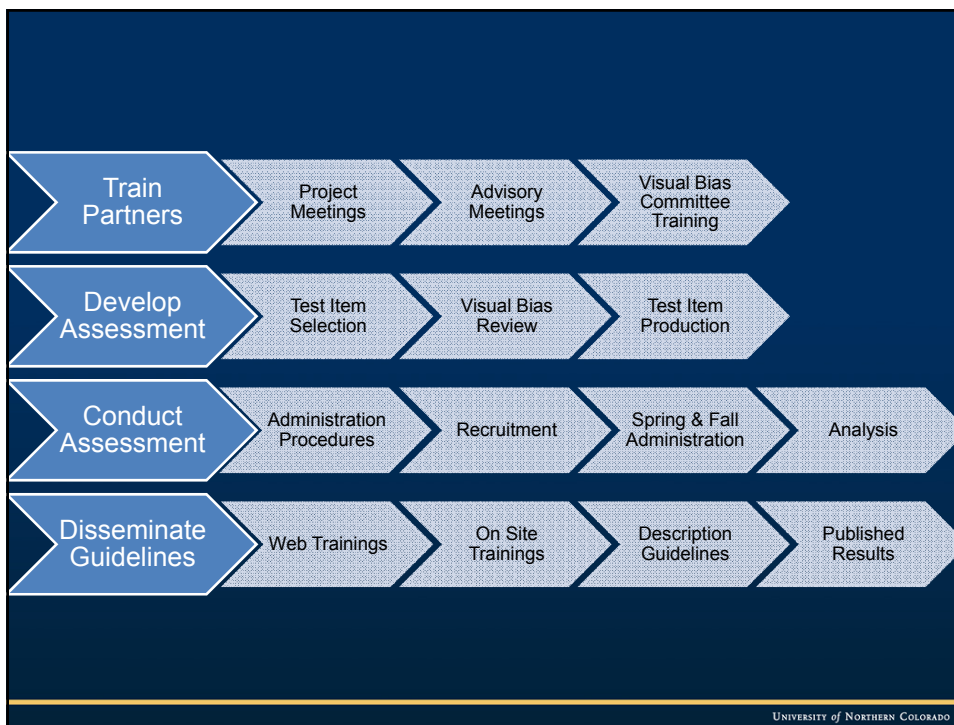 Train
Partners
Project
Meetings
Advisory
Meetings
Visual Bias
Committee
Training
Develop
Assessment
Test Item
Selection
Visual Bias
Review
Test Item
Production
Conduct
Assessment
Administration
Procedures
Recruitment
Spring & Fall
Administration
Analysis
Disseminate
Guidelines
Web Trainings
On Site
Trainings
Description
Guidelines
Published
Results
UNIVERSITY of NORTHERN COLORADO